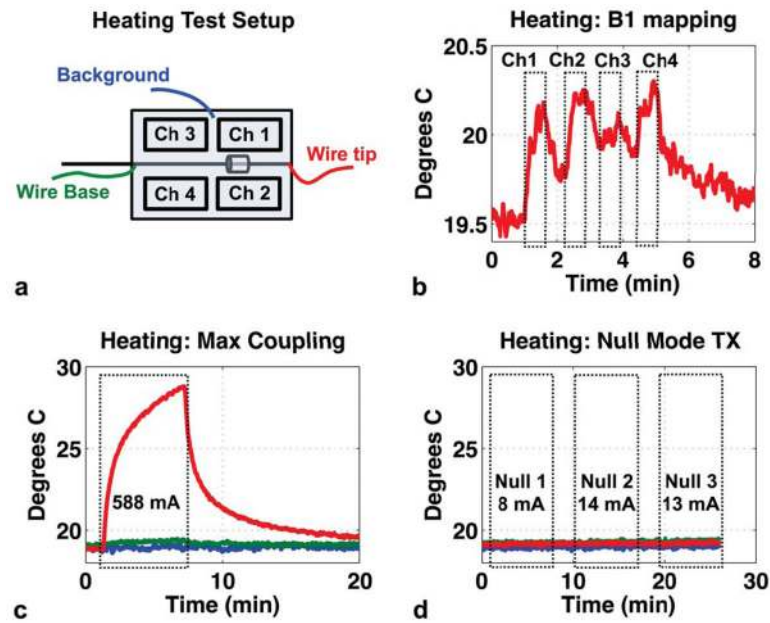 Heating Test Setup
Background
Ch 3
Ch 1
Wire tip
Wire Base
Ch 4
Ch 2
a
Heating: B1 mapping
20.5
Ch1
Ch2
Ch3
Ch4
Degrees C
20
19.5
0
2
4
6
8
Time (min)
b
Heating: Max Coupling
30
Degrees C
25
588 mA
20
0
10
20
Time (min)
c
Heating: Null Mode TX
30
Degrees C
25
Null 1
8 mA
Null 2
14 mA
Null 3
13 mA
20
0
10
20
30
Time (min)
d